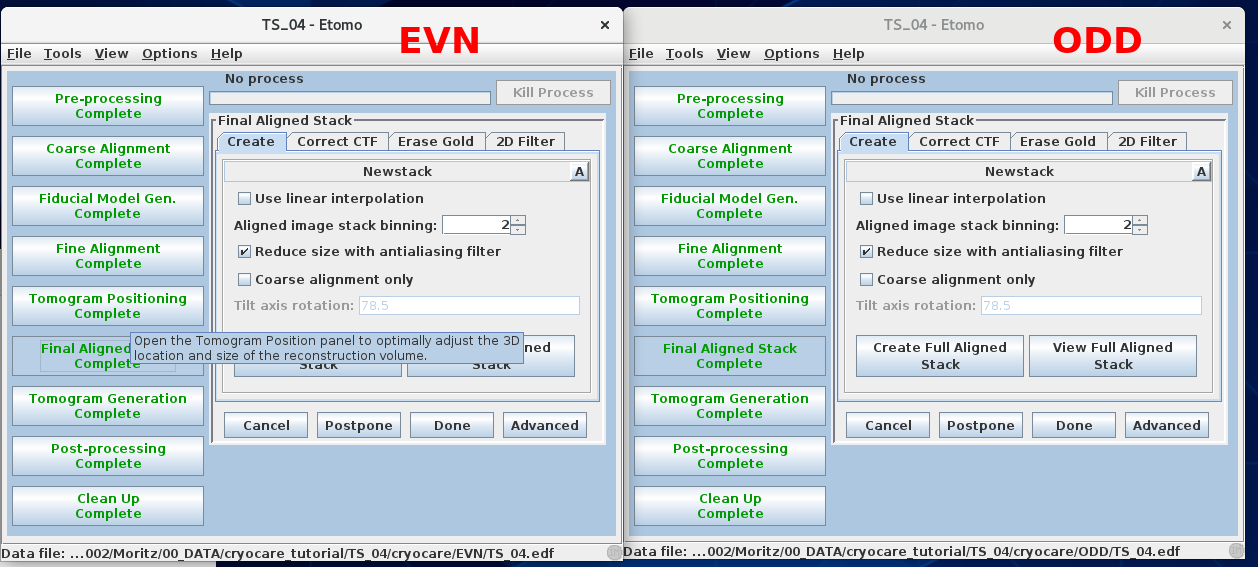 TS_04 - Etomo
EVN
File Tools View Options Help
No process
Kill Process
Pre-processing
Complete
Coarse Alignment
Complete
Fiducial Model Gen.
Complete
Fine Alignment
Complete
Tomogram Positioning
Complete
Final Aligned
Complete
Tomogram Generation
Complete
Post-processing
Complete
Clean Up
Complete
Final Aligned Stack
Create Correct CTF Erase Gold 2D Filter
Newstack A
Use linear interpolation
Aligned image stack binning: 2
Reduce size with antialiasing filter
Coarse alignment only
Tilt axis rotation: 78.5
Open the Tomogram Position panel to optimally adjust the 3D
location and size of the reconstruction volume.
ned
Stack Stack
Cancel Postpone Done Advanced
Data file: ...002/Moritz/00_DATA/cryocare_tutorial/TS_04/cryocare/EVN/TS_04.edf
TS_04 - Etomo
ODD
File Tools View Options Help
No process
Kill Process
Pre-processing
Complete
Coarse Alignment
Complete
Fiducial Model Gen.
Complete
Fine Alignment
Complete
Tomogram Positioning
Complete
Final Aligned Stack
Complete
Tomogram Generation
Complete
Post-processing
Complete
Clean Up
Complete
Final Aligned Stack
Create Correct CTF Erase Gold 2D Filter
Newstack A
Use linear interpolation
Aligned image stack binning: 2
Reduce size with antialiasing filter
Coarse alignment only
Tilt axis rotation: 78.5
Create Full Aligned
Stack
View Full Aligned
Stack
Cancel Postpone Done Advanced
Data file: ...002/Moritz/00_DATA/cryocare_tutorial/TS_04/cryocare/ODD/TS_04.edf